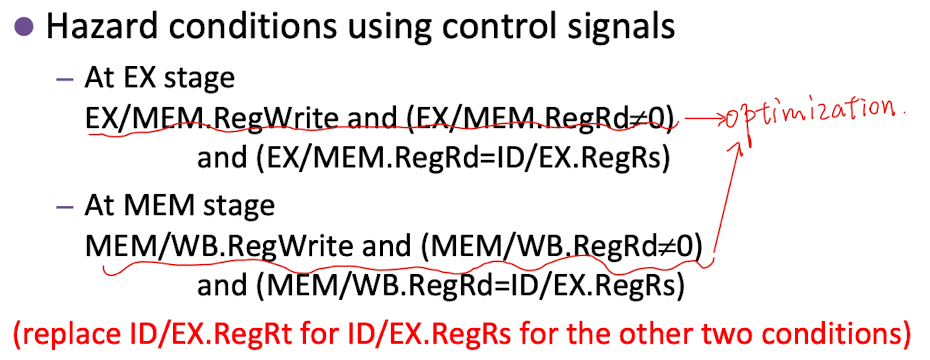 ● Hazard conditions using control signals
– At EX stage
EX/MEM.RegWrite and (EX/MEM.RegRd≠0) →optimization.
and (EX/MEM.RegRd=ID/EX.RegRs)
– At MEM stage
MEM/WB.RegWrite and (MEM/WB.RegRd≠0)
and (MEM/WB.RegRd=ID/EX.RegRs)
(replace ID/EX.RegRt for ID/EX.RegRs for the other two conditions)